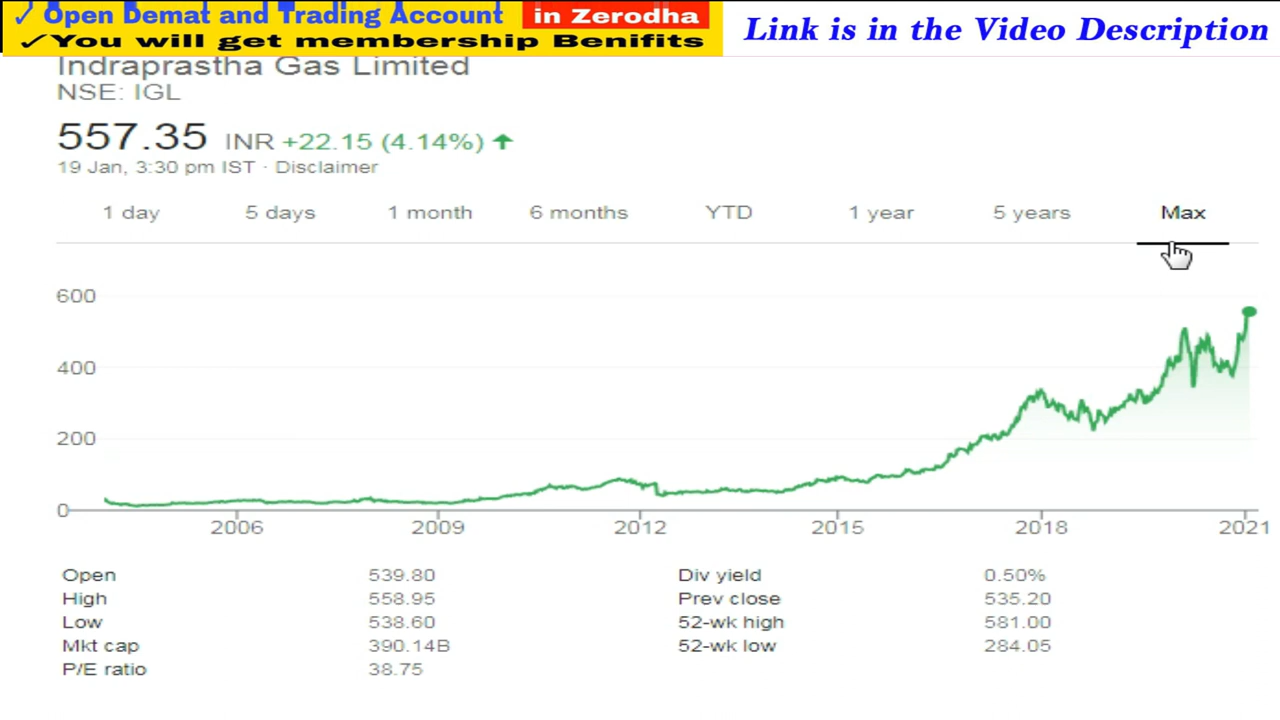 ✓ Open Demat and Trading Account in Zerodha
✓You will get membership Benifits
Link is in the Video Description
Indraprastha Gas Limited
NSE: IGL
557.35 INR +22.15 (4.14%) ↑
19 Jan, 3:30 pm IST · Disclaimer
1 day 5 days 1 month 6 months YTD 1 year 5 years Max
600
400
200
0
2006 2009 2012 2015 2018 2021
Open 539.80 Div yield 0.50%
High 558.95 Prev close 535.20
Low 538.60 52-wk high 581.00
Mkt cap 390.14B 52-wk low 284.05
P/E ratio 38.75